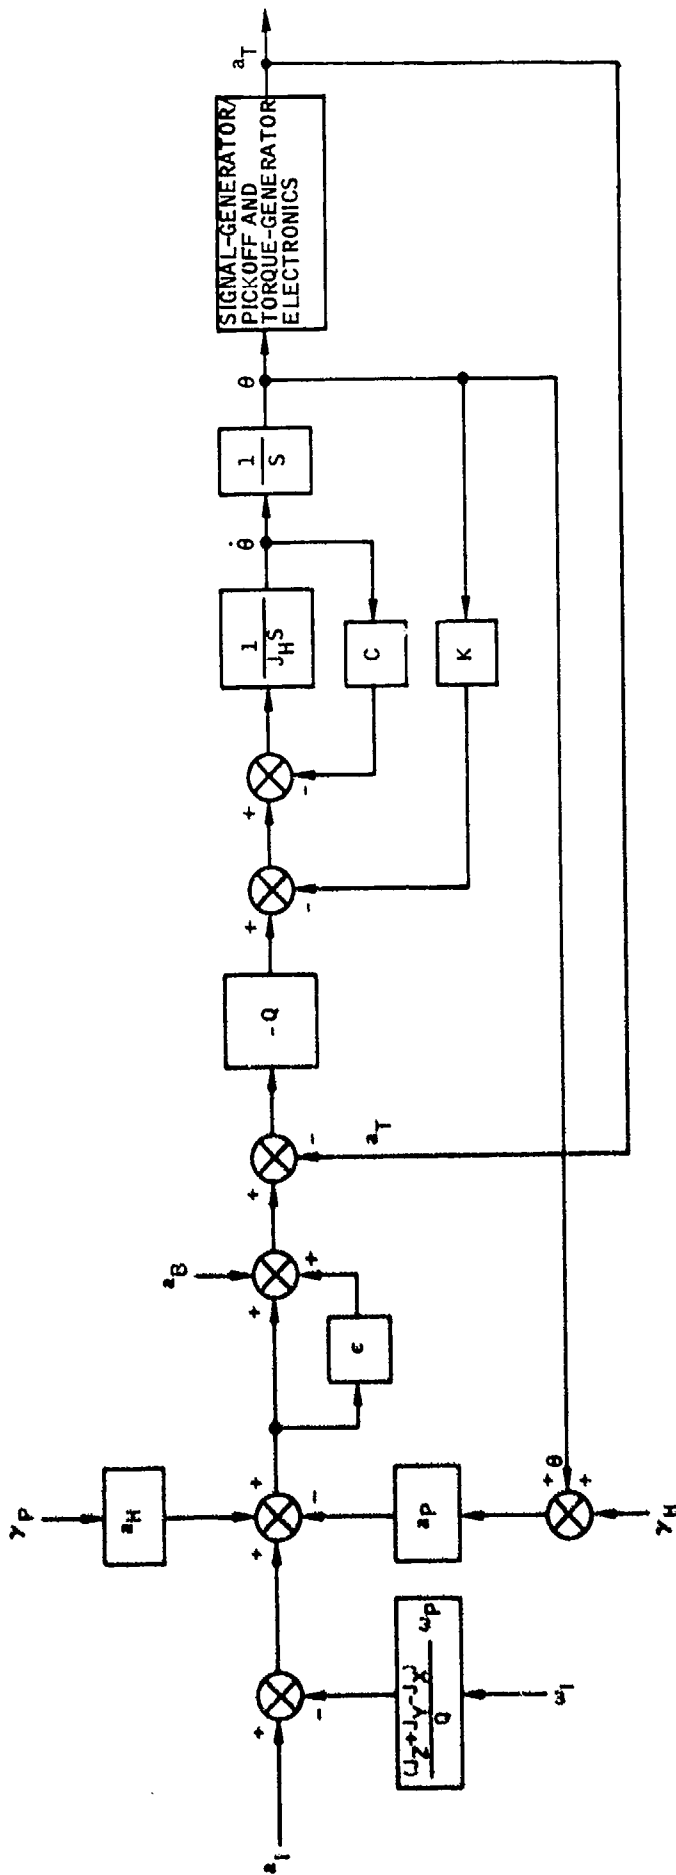 a_I
+
-
(J_Z+J_Y-J_X)
Q
ω_P
ω_I
γ_P
a_H
+
+
-
a_P
+ θ
+
γ_H
ϵ
a_B
+
+
+
-
a_T
-Q
+
-
+
-
1
J_H S
θ̇
C
K
1
S
θ
SIGNAL-GENERATOR/
PICKOFF AND
TORQUE-GENERATOR
ELECTRONICS
a_T